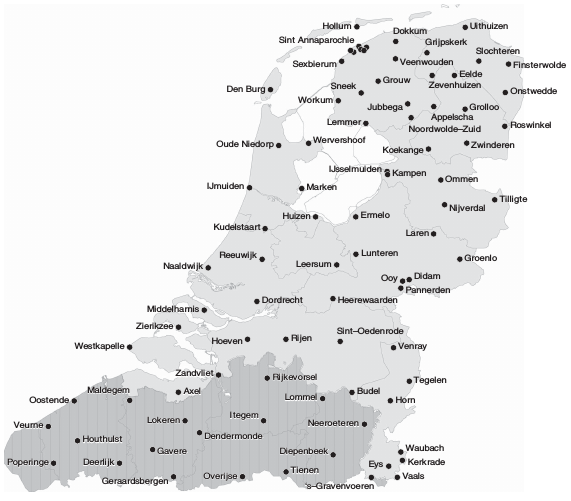 Hollum
Uithuizen
Dokkum
Sint Annaparochie
Grijpskerk
Slochteren
Sexbierum
Veenwouden
Finsterwolde
Eelde
Grouw
Zevenhuizen
Sneek
Den Burg
Onstwedde
Workum
Jubbega
Grolloo
Appelscha
Lemmer
Roswinkel
Noordwolde–Zuid
Wervershoof
Oude Niedorp
Koekange
Zwinderen
IJsselmuiden
Kampen
Ommen
IJmuiden
Marken
Tilligte
Nijverdal
Huizen
Ermelo
Kudelstaart
Laren
Lunteren
Reeuwijk
Groenlo
Leersum
Naaldwijk
Ooy
Didam
Pannerden
Dordrecht
Heerewaarden
Middelharnis
Zierikzee
Sint–Oedenrode
Hoeven
Rijen
Westkapelle
Venray
Zandvliet
Rijkevorsel
Tegelen
Maldegem
Axel
Budel
Oostende
Lommel
Horn
Itegem
Lokeren
Neeroeteren
Veurne
Dendermonde
Houthulst
Waubach
Gavere
Diepenbeek
Poperinge
Deerlijk
Eys
Kerkrade
Tienen
Geraardsbergen
Overijse
Vaals
's–Gravenvoeren